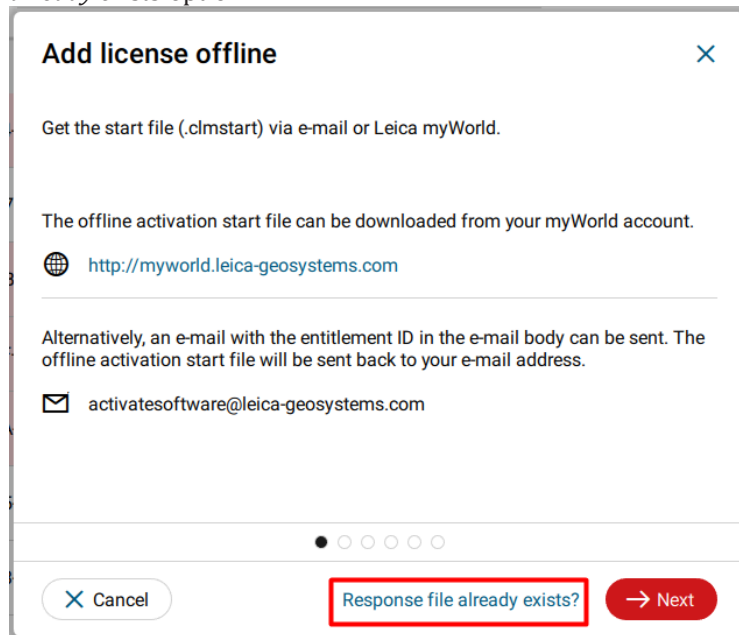 Add license offline
Get the start file (.clmstart) via e-mail or Leica myWorld.
The offline activation start file can be downloaded from your myWorld account.
http://myworld.leica-geosystems.com
Alternatively, an e-mail with the entitlement ID in the e-mail body can be sent. The
offline activation start file will be sent back to your e-mail address.
activatesoftware@leica-geosystems.com
Cancel
Response file already exists?
Next